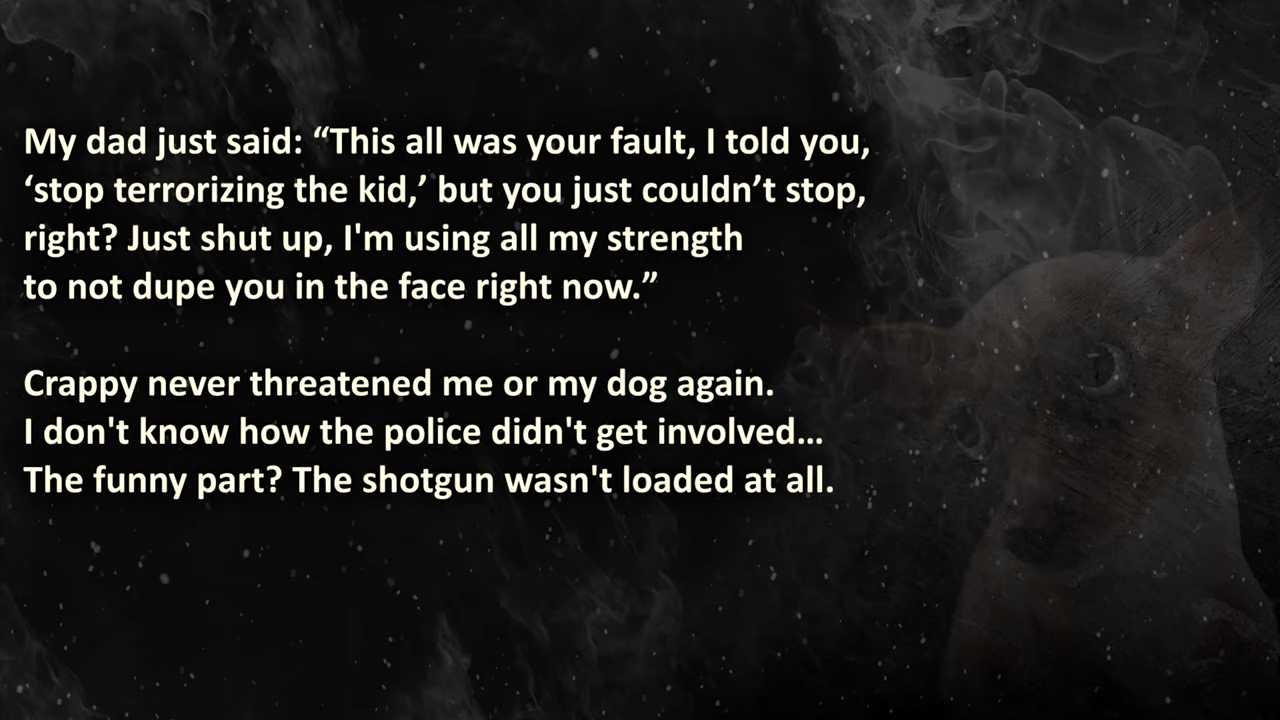 My dad just said: “This all was your fault, I told you,
‘stop terrorizing the kid,’ but you just couldn’t stop,
right? Just shut up, I'm using all my strength
to not dupe you in the face right now.”
Crappy never threatened me or my dog again.
I don't know how the police didn't get involved...
The funny part? The shotgun wasn't loaded at all.